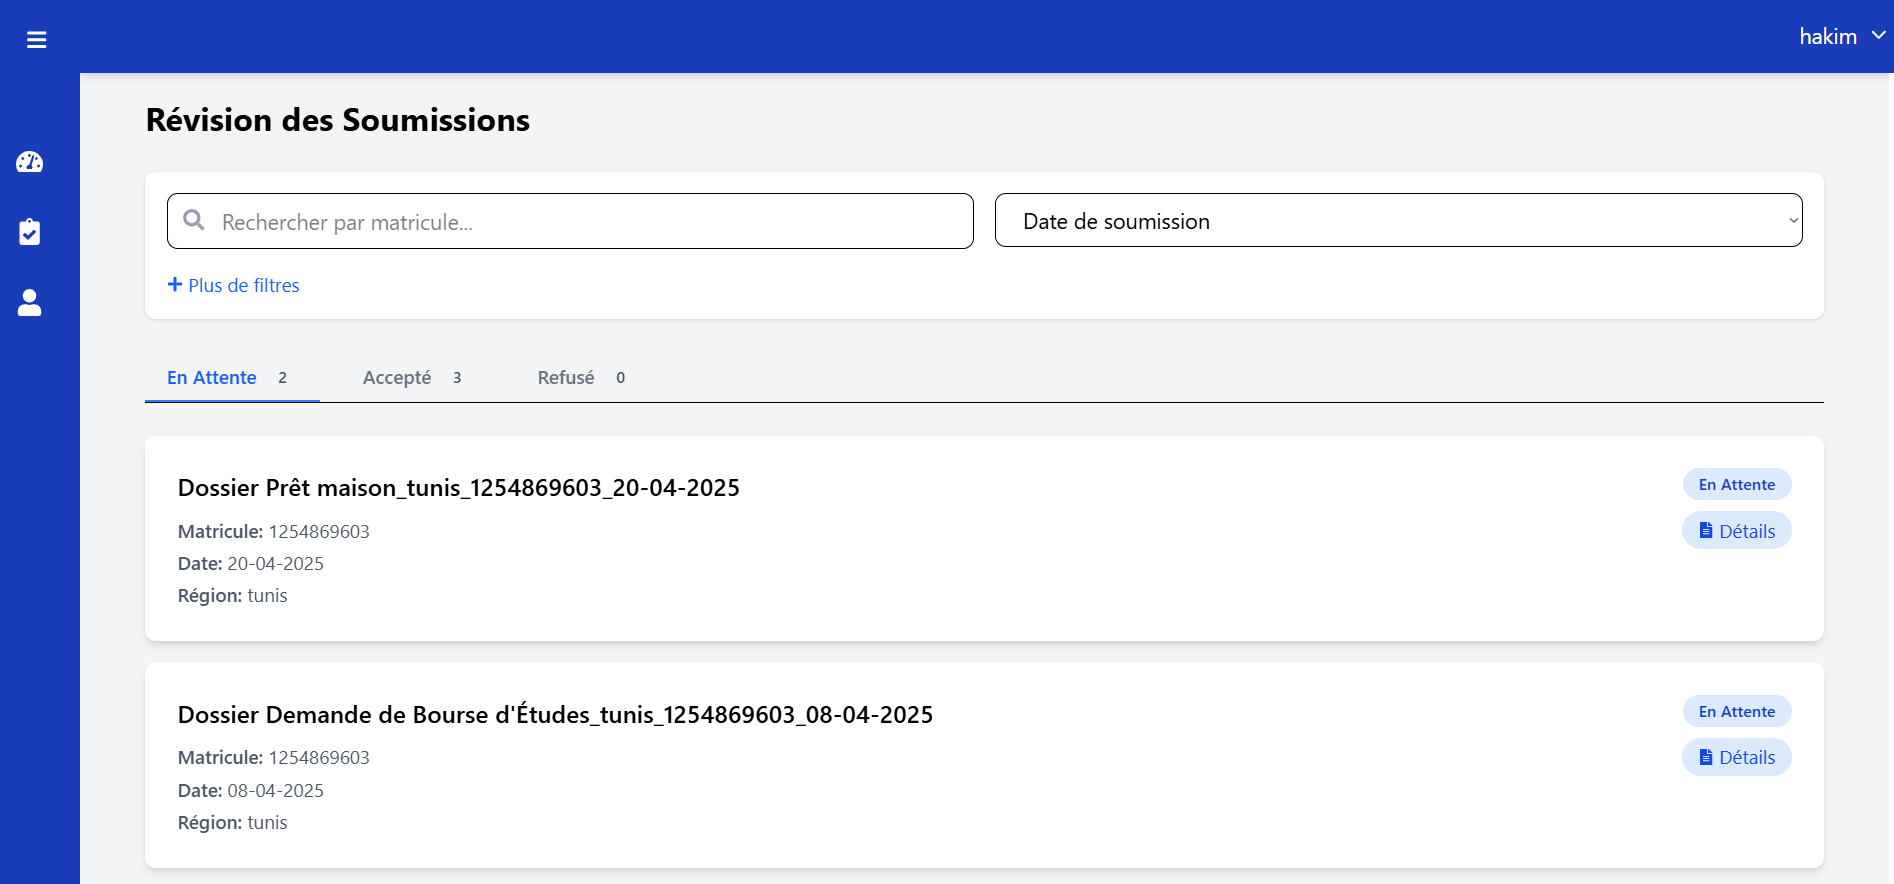 hakim
Révision des Soumissions
Rechercher par matricule...
Date de soumission
Plus de filtres
En Attente 2 Accepté 3 Refusé 0
Dossier Prêt maison_tunis_1254869603_20-04-2025
En Attente
Matricule: 1254869603
Détails
Date: 20-04-2025
Région: tunis
Dossier Demande de Bourse d'Études_tunis_1254869603_08-04-2025
En Attente
Matricule: 1254869603
Détails
Date: 08-04-2025
Région: tunis